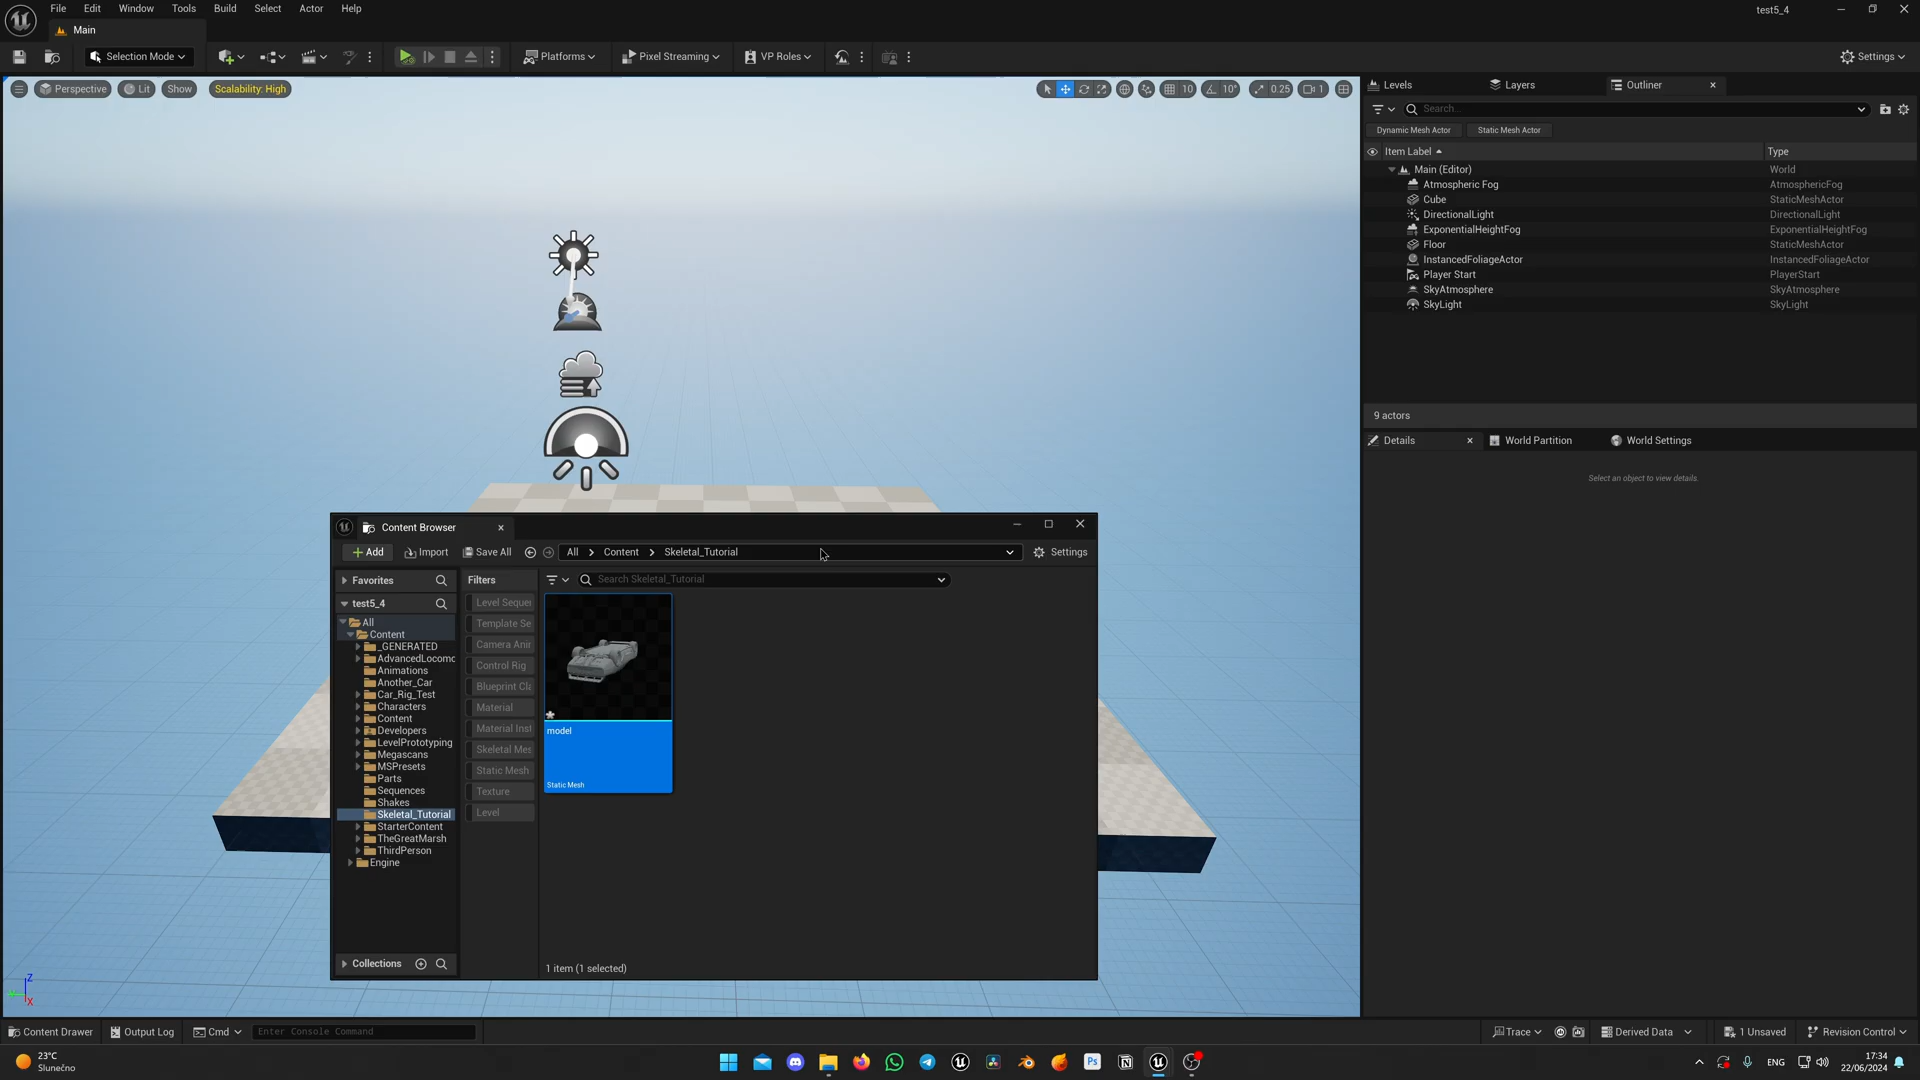 File Edit Window Tools Build Select Actor Help
test5_4
Main
Selection Mode
Platforms
Pixel Streaming
VP Roles
Settings
Perspective
Lit
Show
Scalability: High
10
10°
0.25
1
Levels
Layers
Outliner
Search...
Dynamic Mesh Actor
Static Mesh Actor
Item Label
Type
Main (Editor) World
Atmospheric Fog AtmosphericFog
Cube StaticMeshActor
DirectionalLight DirectionalLight
ExponentialHeightFog ExponentialHeightFog
Floor StaticMeshActor
InstancedFoliageActor InstancedFoliageActor
Player Start PlayerStart
SkyAtmosphere SkyAtmosphere
SkyLight SkyLight
9 actors
Details
World Partition
World Settings
Select an object to view details.
Content Browser
Add
Import
Save All
All
Content
Skeletal_Tutorial
Settings
Favorites
test5_4
All
Content
_GENERATED
AdvancedLocomo
Animations
Another_Car
Car_Rig_Test
Characters
Content
Developers
LevelPrototyping
Megascans
MSPresets
Parts
Sequences
Shakes
Skeletal_Tutorial
StarterContent
TheGreatMarsh
ThirdPerson
Engine
Collections
Filters
Level Sequen
Template Se
Camera Anir
Control Rig
Blueprint Cla
Material
Material Inst
Skeletal Mes
Static Mesh
Texture
Level
Search Skeletal_Tutorial
model
Static Mesh
1 item (1 selected)
Z
X
Content Drawer
Output Log
Cmd
Enter Console Command
Trace
Derived Data
1 Unsaved
Revision Control
23°C
Slunečno
Ps
ENG
17:34
22/06/2024